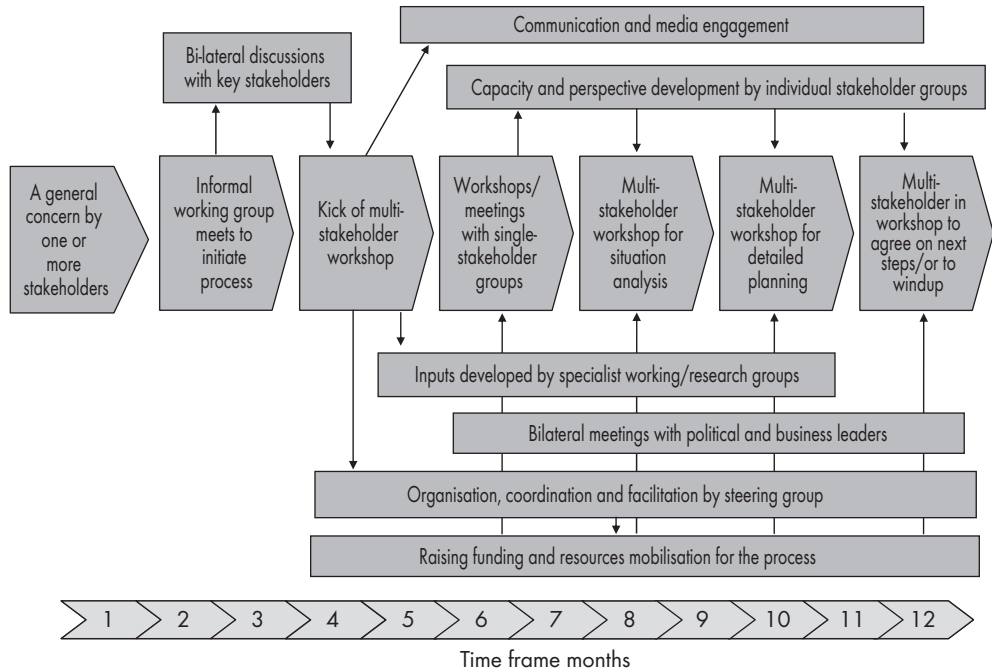 Communication and media engagement
Bi-lateral discussions
with key stakeholders
Capacity and perspective development by individual stakeholder groups
A general
concern by
one or
more
stakeholders
Informal
working group
meets to
initiate
process
Kick of multi-
stakeholder
workshop
Workshops/
meetings
with single-
stakeholder
groups
Multi-
stakeholder
workshop for
situation
analysis
Multi-
stakeholder
workshop for
detailed
planning
Multi-
stakeholder in
workshop to
agree on next
steps/or to
windup
Inputs developed by specialist working/research groups
Bilateral meetings with political and business leaders
Organisation, coordination and facilitation by steering group
Raising funding and resources mobilisation for the process
1 2 3 4 5 6 7 8 9 10 11 12
Time frame months